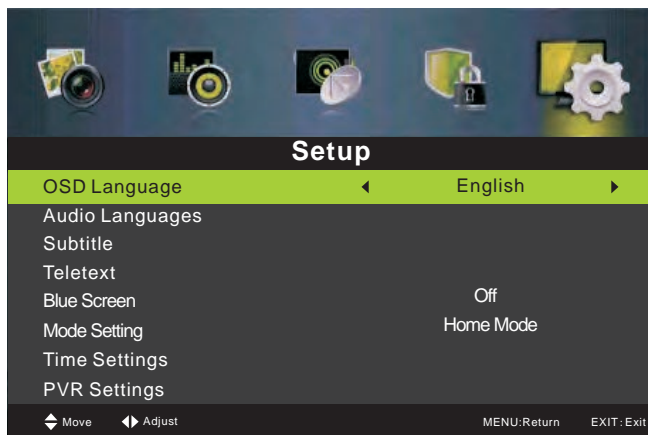 Setup
OSD Language English
Audio Languages
Subtitle
Teletext
Blue Screen Off
Mode Setting Home Mode
Time Settings
PVR Settings
Move Adjust MENU:Return EXIT:Exit